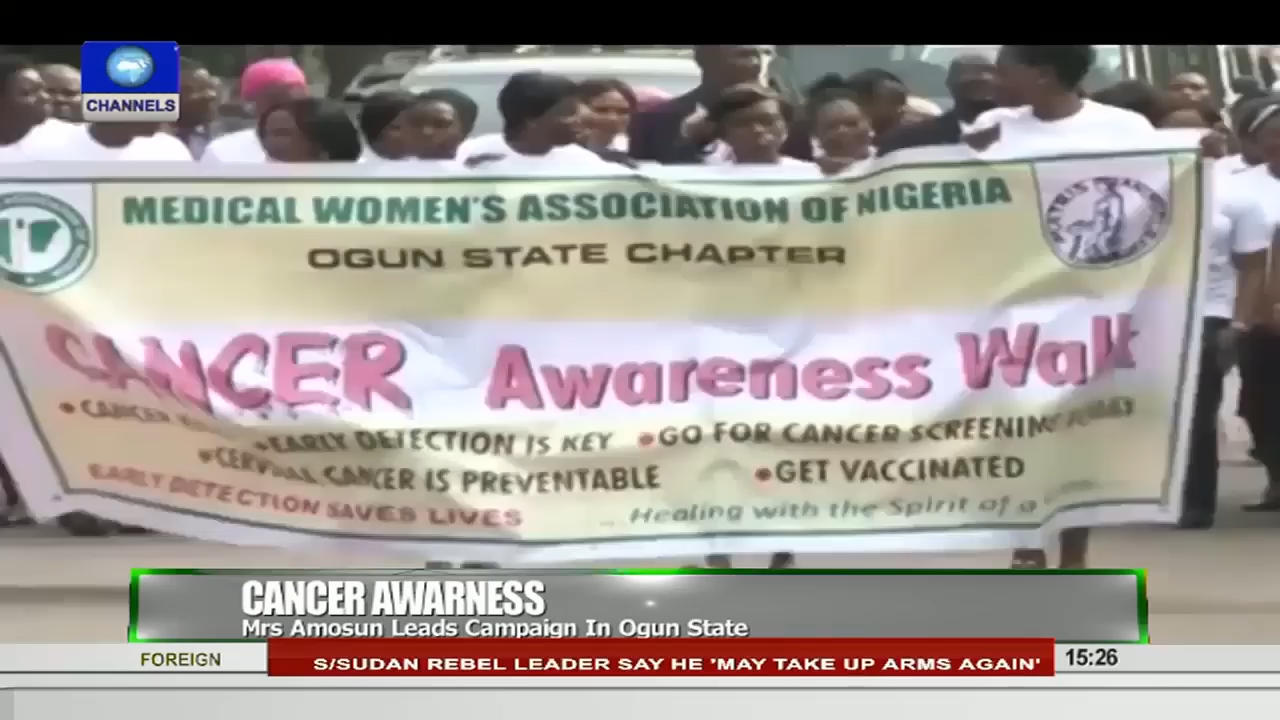 CHANNELS
MEDICAL WOMEN'S ASSOCIATION OF NIGERIA
OGUN STATE CHAPTER
CANCER Awareness Walk
• CANCER
• EARLY DETECTION IS KEY • GO FOR CANCER SCREENING
• CERVICAL CANCER IS PREVENTABLE • GET VACCINATED
EARLY DETECTION SAVES LIVES
... Healing with the Spirit of a
CANCER AWARNESS
Mrs Amosun Leads Campaign In Ogun State
FOREIGN
S/SUDAN REBEL LEADER SAY HE 'MAY TAKE UP ARMS AGAIN'
15:26